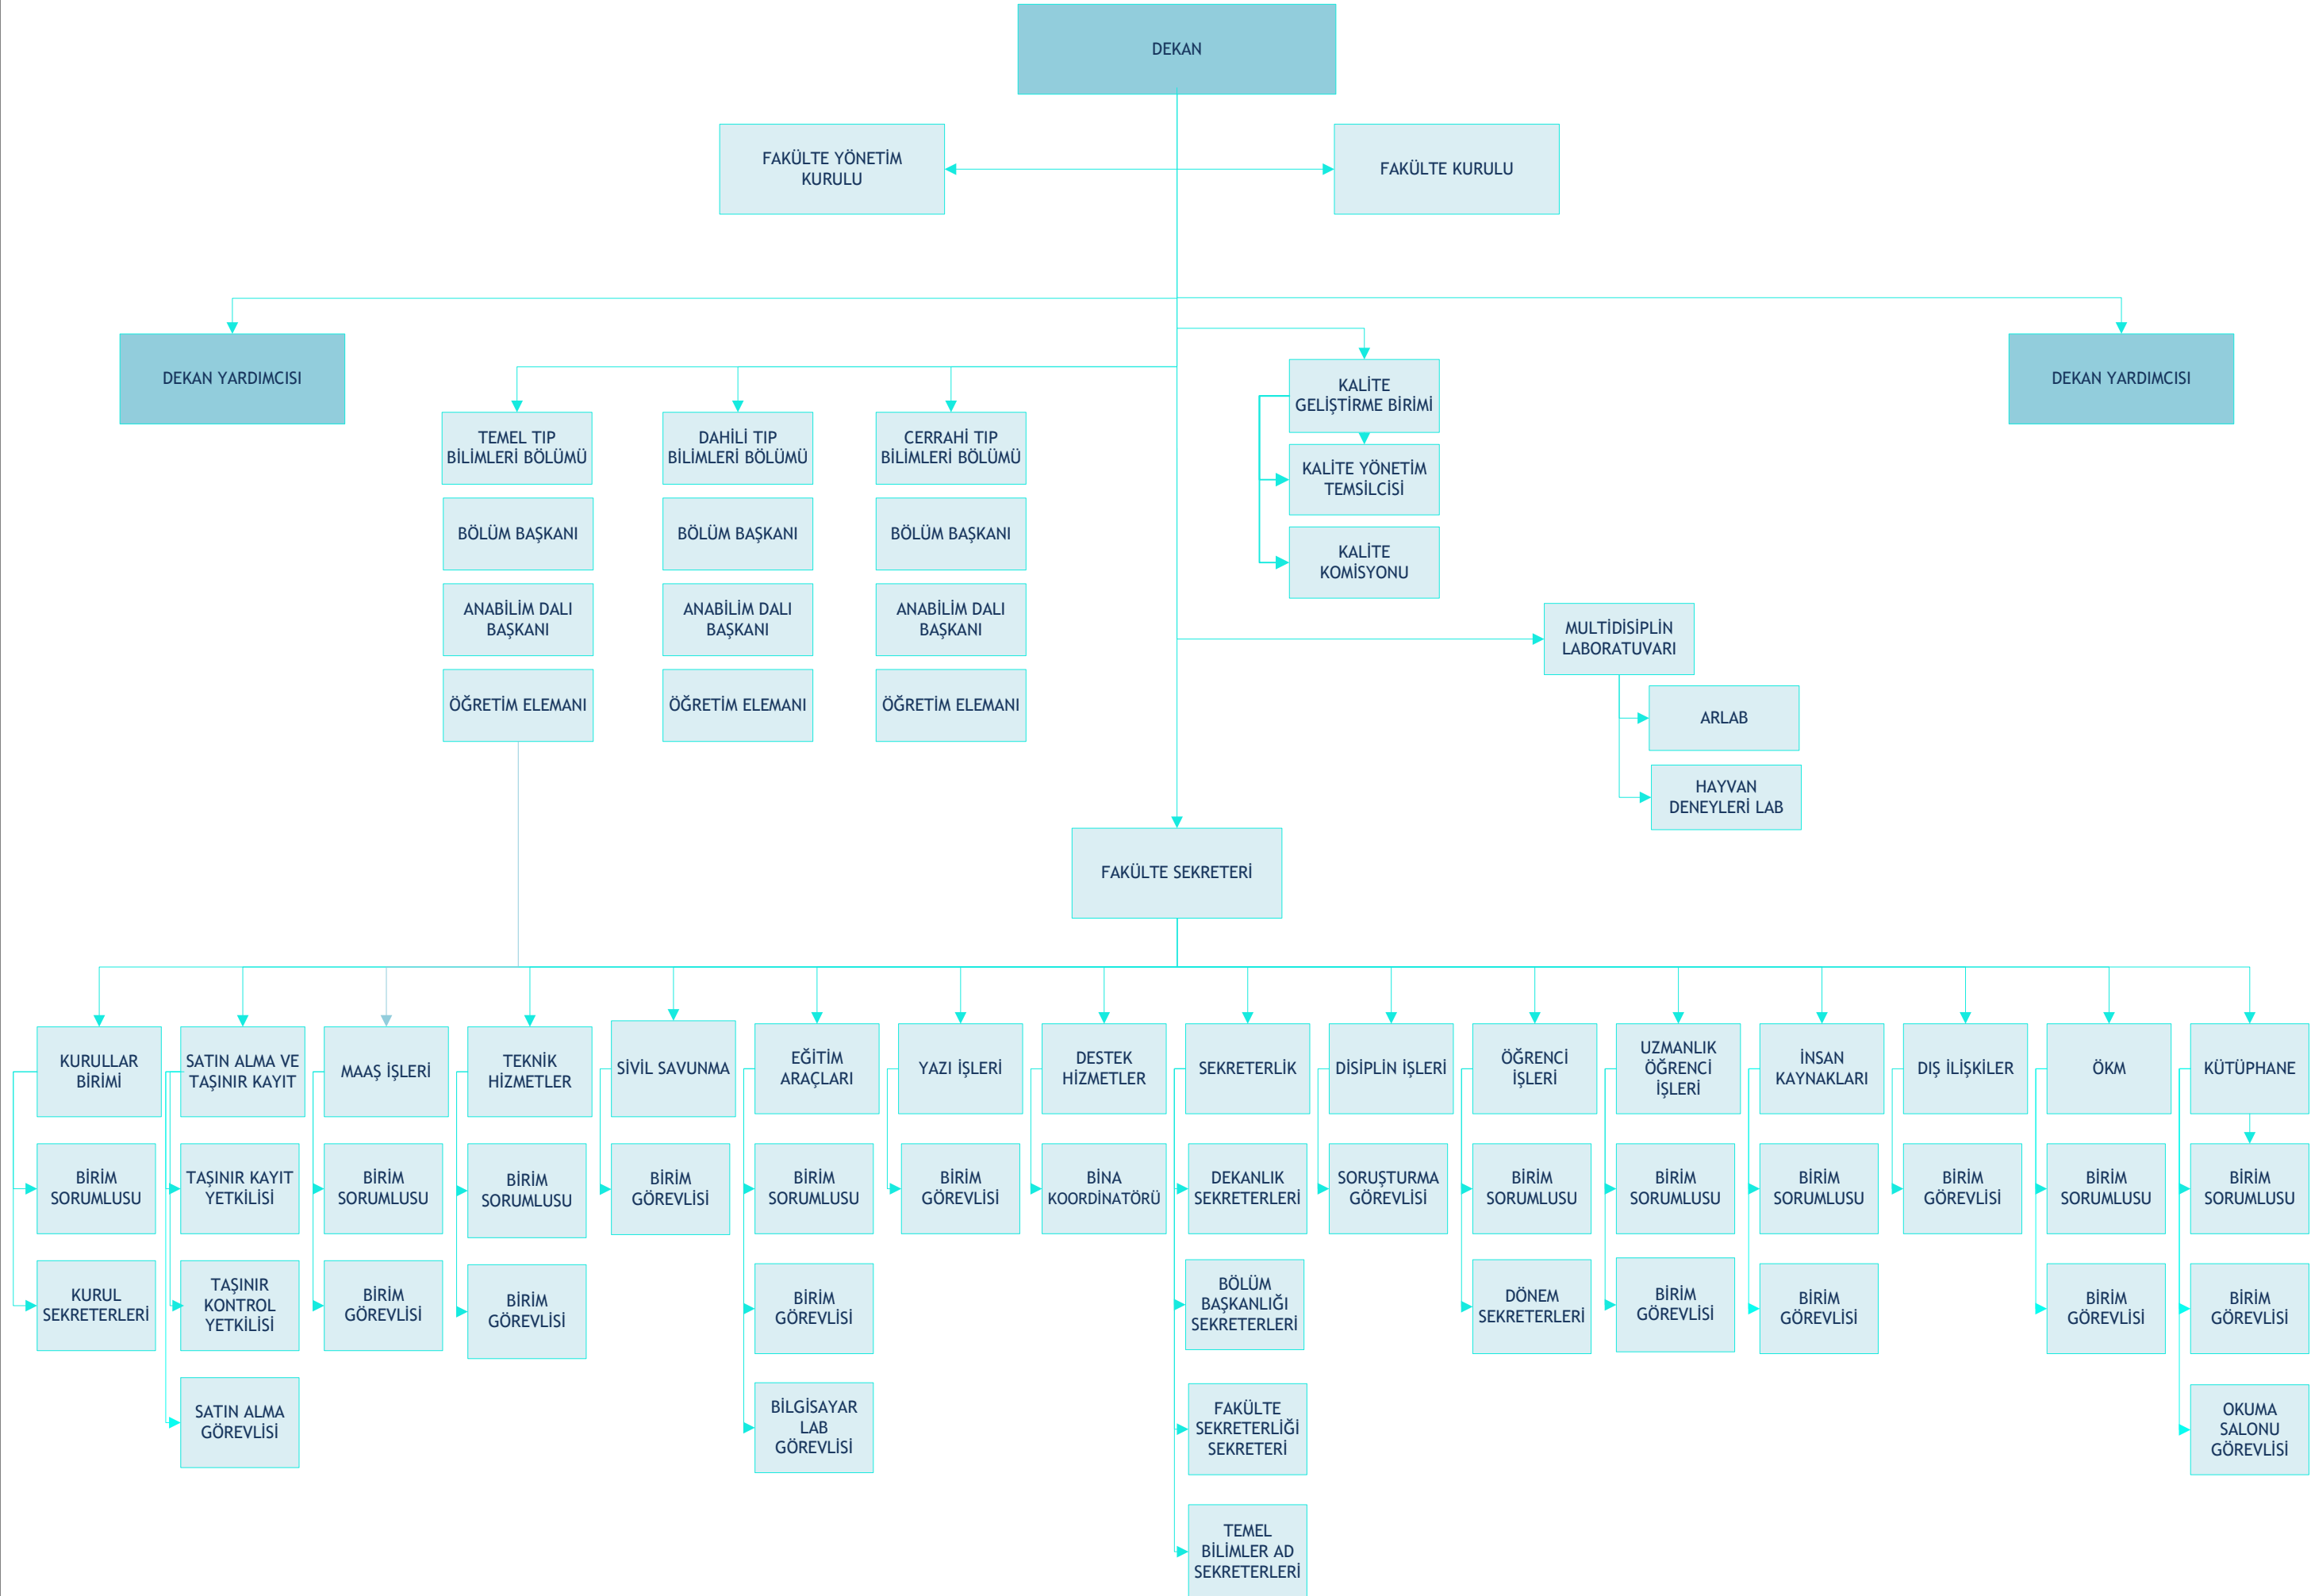 DEKAN
FAKÜLTE YÖNETİM
KURULU
FAKÜLTE KURULU
DEKAN YARDIMCISI
DEKAN YARDIMCISI
KALİTE
GELİŞTİRME BİRİMİ
KALİTE YÖNETİM
TEMSİLCİSİ
KALİTE
KOMİSYONU
TEMEL TIP
BİLİMLERİ BÖLÜMÜ
BÖLÜM BAŞKANI
ANABİLİM DALI
BAŞKANI
ÖĞRETİM ELEMANI
DAHİLİ TIP
BİLİMLERİ BÖLÜMÜ
BÖLÜM BAŞKANI
ANABİLİM DALI
BAŞKANI
ÖĞRETİM ELEMANI
CERRAHİ TIP
BİLİMLERİ BÖLÜMÜ
BÖLÜM BAŞKANI
ANABİLİM DALI
BAŞKANI
ÖĞRETİM ELEMANI
MULTİDİSİPLİN
LABORATUVARI
ARLAB
HAYVAN
DENEYLERİ LAB
FAKÜLTE SEKRETERİ
KURULLAR
BİRİMİ
BİRİM
SORUMLUSU
KURUL
SEKRETERLERİ
SATIN ALMA VE
TAŞINIR KAYIT
TAŞINIR KAYIT
YETKİLİSİ
TAŞINIR
KONTROL
YETKİLİSİ
SATIN ALMA
GÖREVLİSİ
MAAŞ İŞLERİ
BİRİM
SORUMLUSU
BİRİM
GÖREVLİSİ
TEKNİK
HİZMETLER
BİRİM
SORUMLUSU
BİRİM
GÖREVLİSİ
SİVİL SAVUNMA
BİRİM
GÖREVLİSİ
EĞİTİM
ARAÇLARI
BİRİM
SORUMLUSU
BİRİM
GÖREVLİSİ
BİLGİSAYAR
LAB
GÖREVLİSİ
YAZI İŞLERİ
BİRİM
GÖREVLİSİ
DESTEK
HİZMETLER
BİNA
KOORDİNATÖRÜ
SEKRETERLİK
DEKANLIK
SEKRETERLERİ
BÖLÜM
BAŞKANLIĞI
SEKRETERLERİ
FAKÜLTE
SEKRETERLİĞİ
SEKRETERİ
TEMEL
BİLİMLER AD
SEKRETERLERİ
DİSİPLİN İŞLERİ
SORUŞTURMA
GÖREVLİSİ
ÖĞRENCİ
İŞLERİ
BİRİM
SORUMLUSU
DÖNEM
SEKRETERLERİ
UZMANLIK
ÖĞRENCİ
İŞLERİ
BİRİM
SORUMLUSU
BİRİM
GÖREVLİSİ
İNSAN
KAYNAKLARI
BİRİM
SORUMLUSU
BİRİM
GÖREVLİSİ
DIŞ İLİŞKİLER
BİRİM
GÖREVLİSİ
ÖKM
BİRİM
SORUMLUSU
BİRİM
GÖREVLİSİ
KÜTÜPHANE
BİRİM
SORUMLUSU
BİRİM
GÖREVLİSİ
OKUMA
SALONU
GÖREVLİSİ